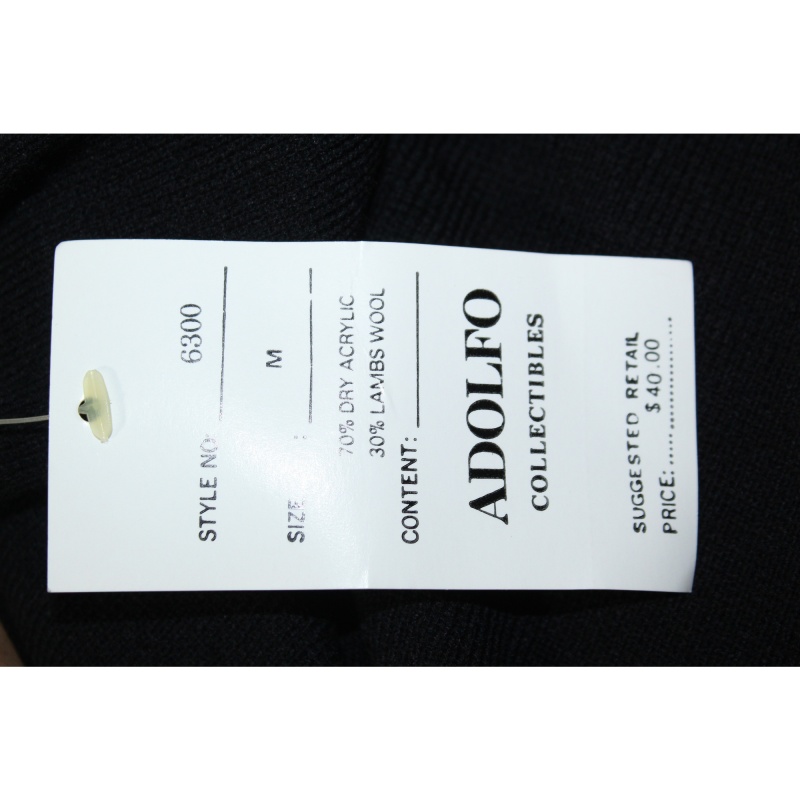 STYLE NO: 6300
SIZE: M
70% DRY ACRYLIC
30% LAMBS WOOL
CONTENT:
ADOLFO
COLLECTIBLES
SUGGESTED RETAIL
$40.00
PRICE: